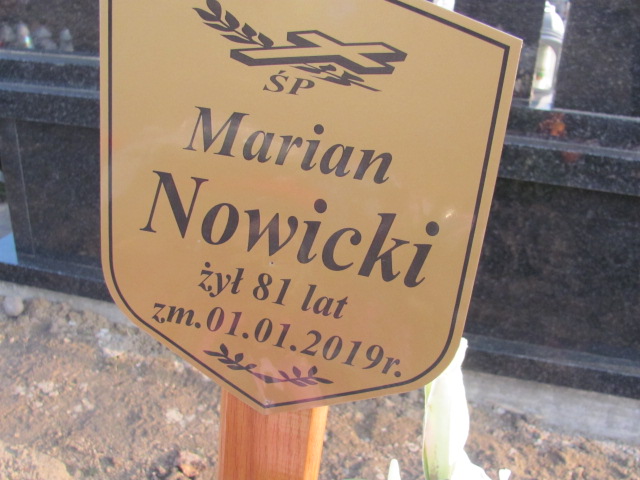 ŚP
Marian
Nowicki
żył 81 lat
zm.01.01.2019r.